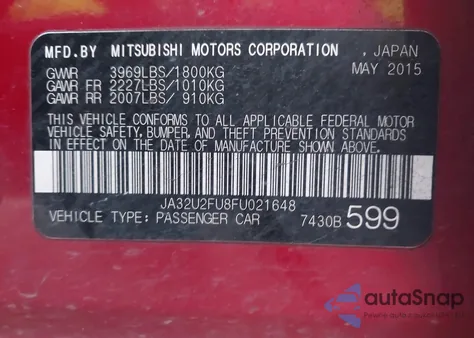 MFD.BY MITSUBISHI MOTORS CORPORATION , JAPAN
GVWR 3969LBS/1800KG MAY 2015
GAWR FR 2227LBS/1010KG
GAWR RR 2007LBS/ 910KG
THIS VEHICLE CONFORMS TO ALL APPLICABLE FEDERAL MOTOR
VEHICLE SAFETY, BUMPER, AND THEFT PREVENTION STANDARDS
IN EFFECT ON THE DATE OF MANUFACTURE SHOWN ABOVE.
JA32U2FU8FU021648
VEHICLE TYPE: PASSENGER CAR 7430B 599
autaSnap